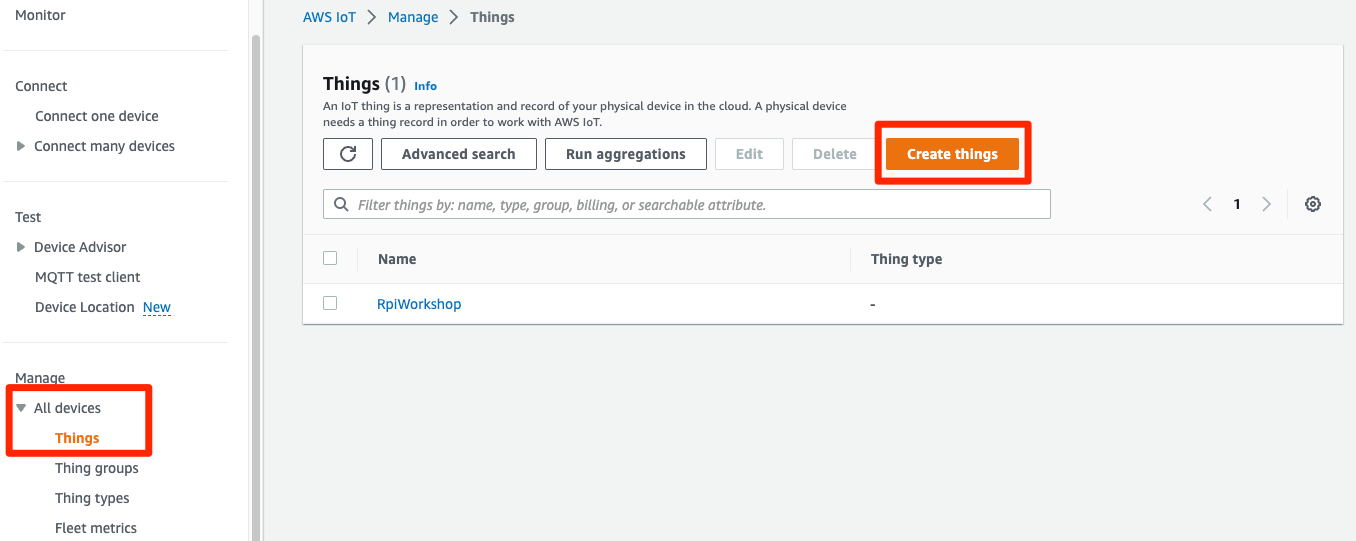 Monitor
Connect
Connect one device
Connect many devices
Test
Device Advisor
MQTT test client
Device Location New
Manage
All devices
Things
Thing groups
Thing types
Fleet metrics
AWS IoT > Manage > Things
Things (1) Info
An IoT thing is a representation and record of your physical device in the cloud. A physical device
needs a thing record in order to work with AWS IoT.
Advanced search Run aggregations Edit Delete Create things
Filter things by: name, type, group, billing, or searchable attribute.
1
Name Thing type
RpiWorkshop -